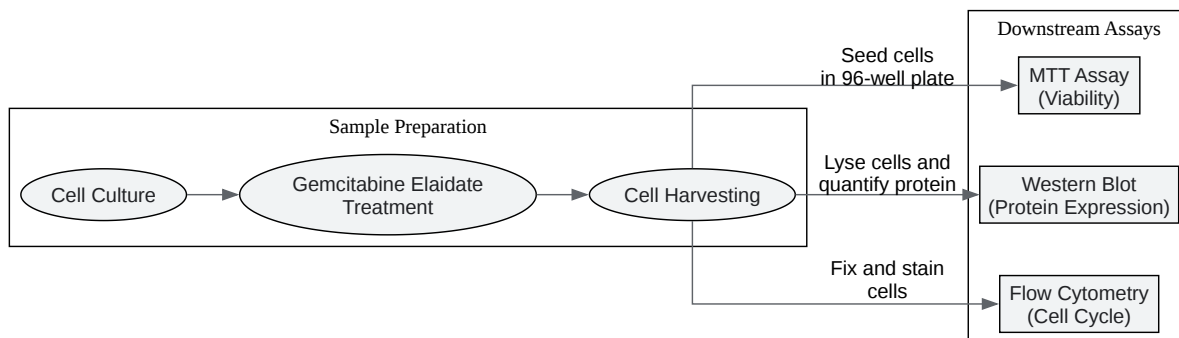 Downstream Assays
Seed cells
in 96-well plate
MTT Assay
(Viability)
Sample Preparation
Cell Culture
Gemcitabine Elaidate
Treatment
Cell Harvesting
Lyse cells and
quantify protein
Western Blot
(Protein Expression)
Fix and stain
cells
Flow Cytometry
(Cell Cycle)